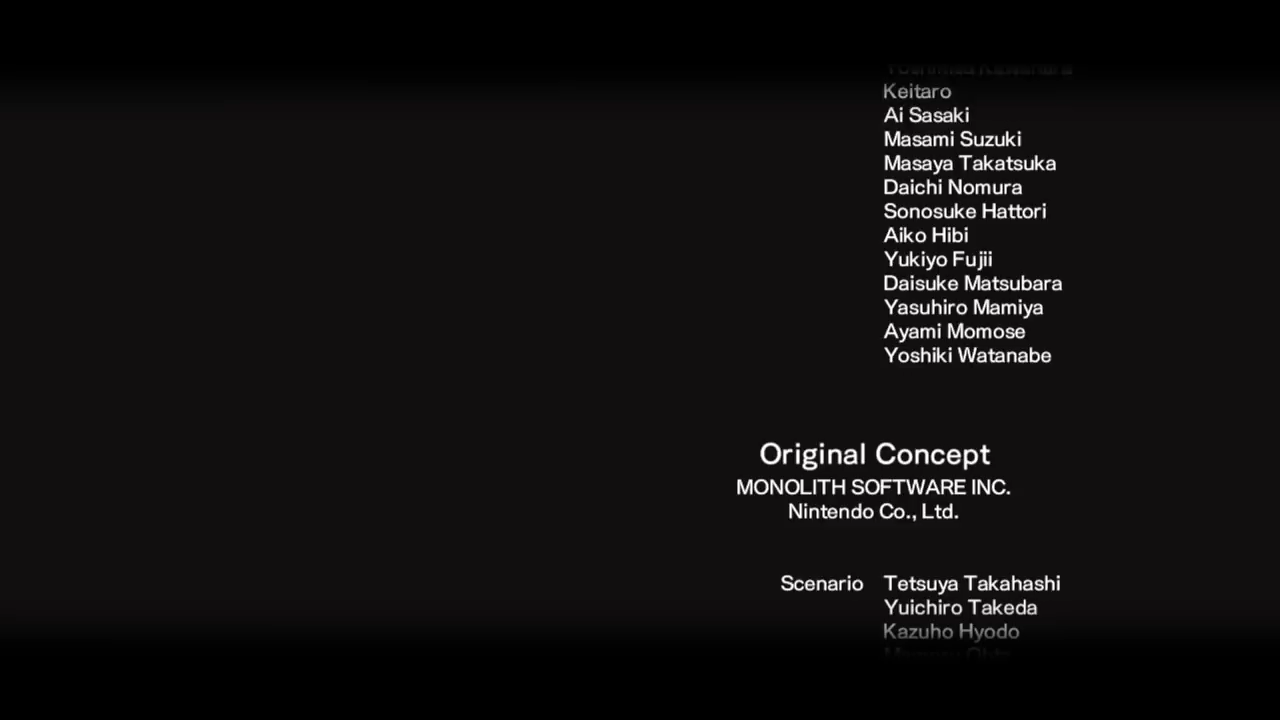 Keitaro
Ai Sasaki
Masami Suzuki
Masaya Takatsuka
Daichi Nomura
Sonosuke Hattori
Aiko Hibi
Yukiyo Fujii
Daisuke Matsubara
Yasuhiro Mamiya
Ayami Momose
Yoshiki Watanabe
Original Concept
MONOLITH SOFTWARE INC.
Nintendo Co., Ltd.
Scenario Tetsuya Takahashi
Yuichiro Takeda
Kazuho Hyodo